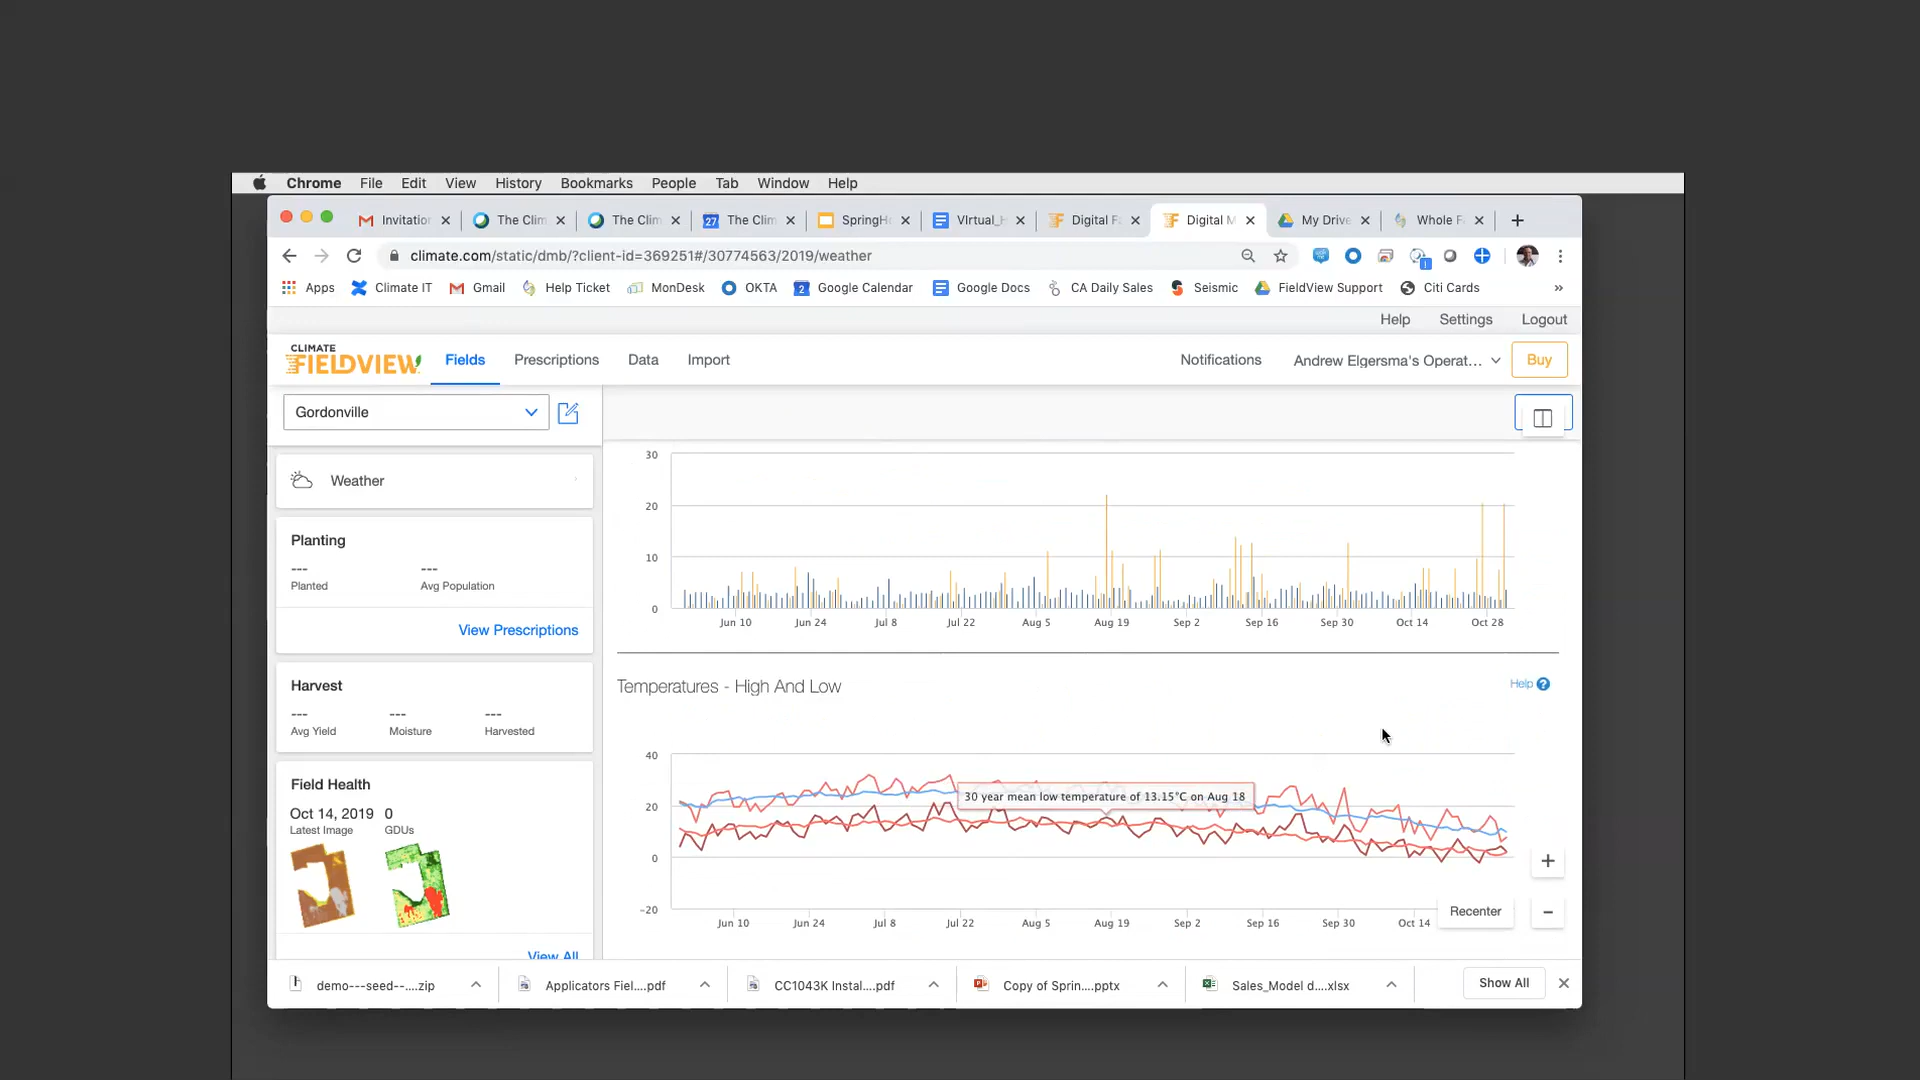 Chrome File Edit View History Bookmarks People Tab Window Help
Invitation The Clim The Clim The Clim SpringHo VIrtual_H Digital Fa Digital M My Drive Whole Fa
climate.com/static/dmb/?client-id=369251#/30774563/2019/weather
Apps Climate IT Gmail Help Ticket MonDesk OKTA Google Calendar Google Docs CA Daily Sales Seismic FieldView Support Citi Cards »
Help Settings Logout
CLIMATE
FIELDVIEW Fields Prescriptions Data Import Notifications Andrew Elgersma's Operat... Buy
Gordonville
Weather
Planting
--- ---
Planted Avg Population
View Prescriptions
Harvest
--- --- ---
Avg Yield Moisture Harvested
Field Health
Oct 14, 2019 0
Latest Image GDUs
View All
30
20
10
0
Jun 10 Jun 24 Jul 8 Jul 22 Aug 5 Aug 19 Sep 2 Sep 16 Sep 30 Oct 14 Oct 28
Temperatures - High And Low Help ?
40
20
0
-20
30 year mean low temperature of 13.15°C on Aug 18
Jun 10 Jun 24 Jul 8 Jul 22 Aug 5 Aug 19 Sep 2 Sep 16 Sep 30 Oct 14
+
Recenter −
demo---seed--....zip Applicators Fiel....pdf CC1043K Instal....pdf Copy of Sprin....pptx Sales_Model d....xlsx Show All